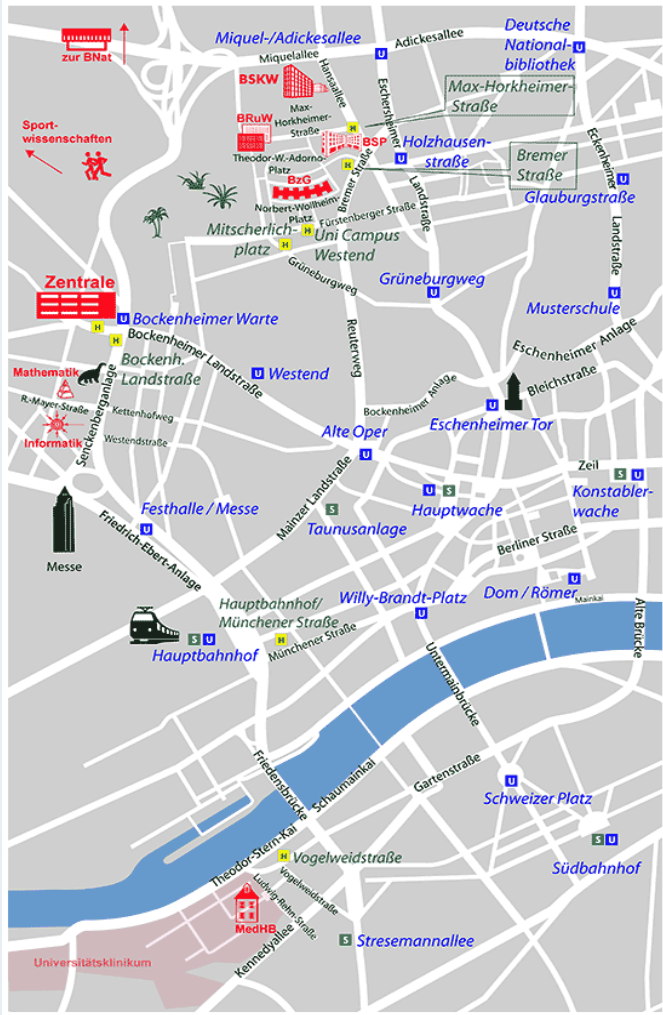 zur BNat
Miquel-/Adickesallee
Adickesallee
Deutsche
National-
bibliothek
Miquelallee
Hansaallee
BSKW
Max-
Horkheimer-
Straße
Eschersheimer
Landstraße
Max-Horkheimer-
Straße
Sport-
wissenschaften
BRuW
BSP
Holzhausen-
straße
Bremer
Straße
Eckenheimer
Landstraße
Theodor-W.-Adorno-
Platz
Bremer Straße
BzG
Norbert-Wollheim-
Platz
Fürstenberger Straße
Glauburgstraße
Mitscherlich-
platz
Uni Campus
Westend
Grüneburgweg
Grüneburgweg
Zentrale
Bockenheimer Warte
Musterschule
Bockenheimer Landstraße
Reuterweg
Eschenheimer Anlage
Bockenh.
Landstraße
Westend
Bleichstraße
Mathematik
R.-Mayer-Straße
Kettenhofweg
Senckenberganlage
Bockenheimer Anlage
Eschenheimer Tor
Informatik
Westendstraße
Alte Oper
Zeil
Mainzer Landstraße
Konstabler-
wache
Festhalle / Messe
Taunusanlage
Hauptwache
Friedrich-Ebert-Anlage
Berliner Straße
Messe
Willy-Brandt-Platz
Dom / Römer
Mainkai
Alte Brücke
Hauptbahnhof/
Münchener Straße
Münchener Straße
Hauptbahnhof
Untermainbrücke
Friedensbrücke
Schaumainkai
Gartenstraße
Schweizer Platz
Theodor-Stern-Kai
Vogelweidstraße
Südbahnhof
Vogelweidstraße
Ludwig-Rehn-Straße
MedHB
Kennedyallee
Stresemannallee
Universitätsklinikum